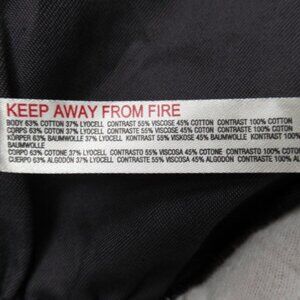 KEEP AWAY FROM FIRE
BODY 63% COTTON 37% LYOCELL CONTRAST 55% VISCOSE 45% COTTON CONTRAST 100% COTTON
CORPS 63% COTON 37% LYOCELL CONTRASTE 55% VISCOSE 45% COTON CONTRASTE 100% COTON
KÖRPER 63% BAUMWOLLE 37% LYOCELL KONTRAST 55% VISKOSE 45% BAUMWOLLE KONTRAST 100%
BAUMWOLLE
CORPO 63% COTONE 37% LYOCELL CONTRASTO 55% VISCOSA 45% COTONE CONTRASTO 100% COTONE
CUERPO 63% ALGODÓN 37% LYOCELL CONTRASTE 55% VISCOSA 45% ALGODÓN CONTRASTE 100% ALGODÓN